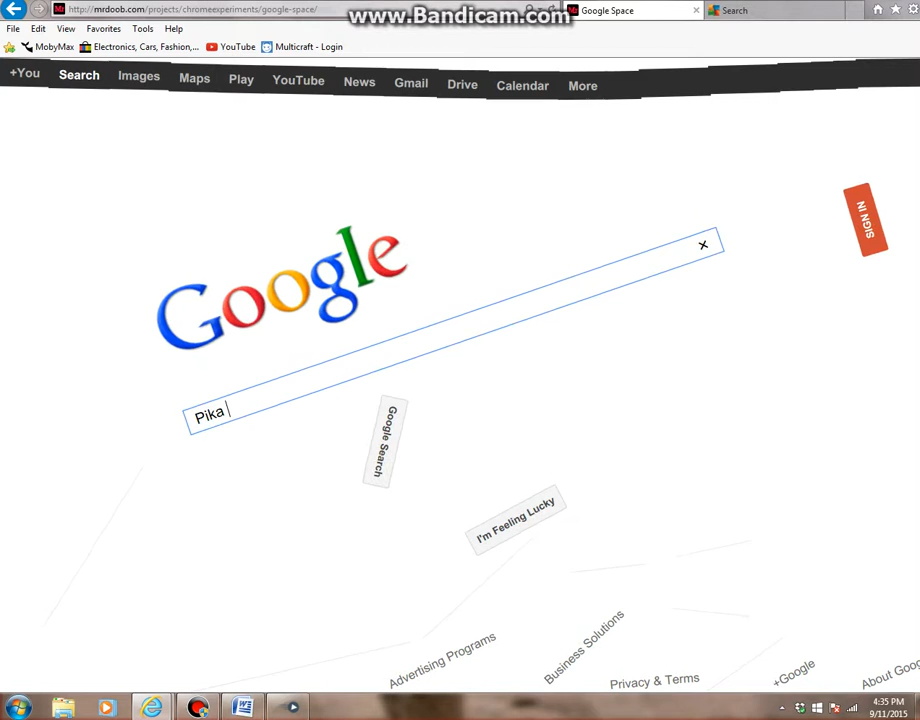 http://mrdoob.com/projects/chromeexperiments/google-space/
www.Bandicam.com
Google Space
Search
File Edit View Favorites Tools Help
MobyMax Electronics, Cars, Fashion,... YouTube Multicraft - Login
+You Search Images Maps Play YouTube News Gmail Drive Calendar More
SIGN IN
Google
×
Pika
Google Search
I'm Feeling Lucky
Advertising Programs
Business Solutions
Privacy & Terms
+Google
About Goog
4:35 PM
9/11/2015